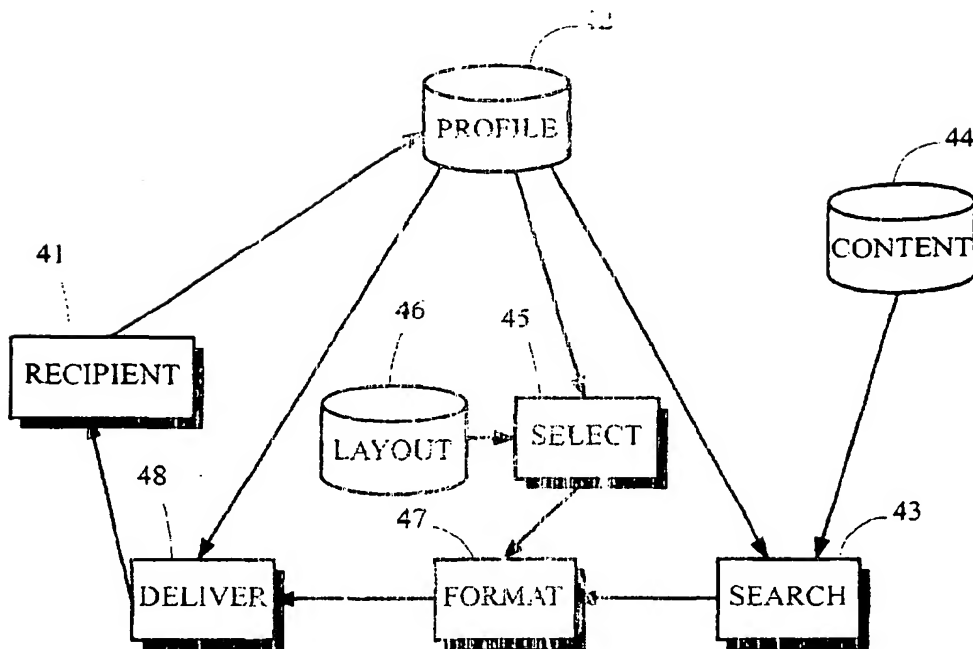 PROFILE
44
CONTENT
41
46
45
RECIPIENT
LAYOUT
SELECT
48
47
43
DELIVER
FORMAT
SEARCH